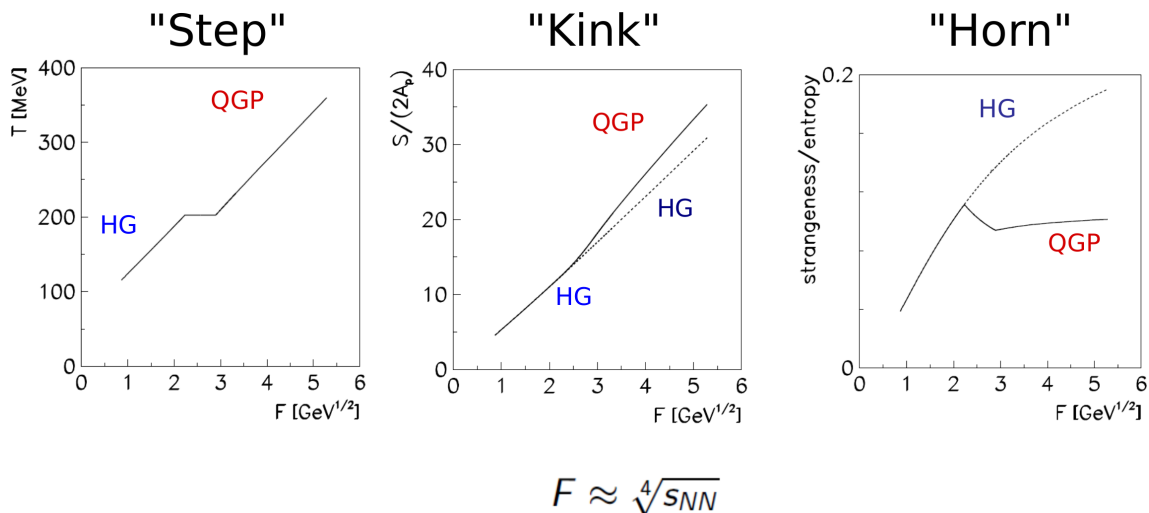 "Step"
"Kink"
"Horn"
T [MeV]
400
300
200
100
0
QGP
HG
0 1 2 3 4 5 6
F [GeV^{1/2}]
S/(2A_p)
40
30
20
10
0
QGP
HG
HG
0 1 2 3 4 5 6
F [GeV^{1/2}]
strangeness/entropy
0.2
0
HG
QGP
0 1 2 3 4 5 6
F [GeV^{1/2}]
F ≈ ∜s_{NN}